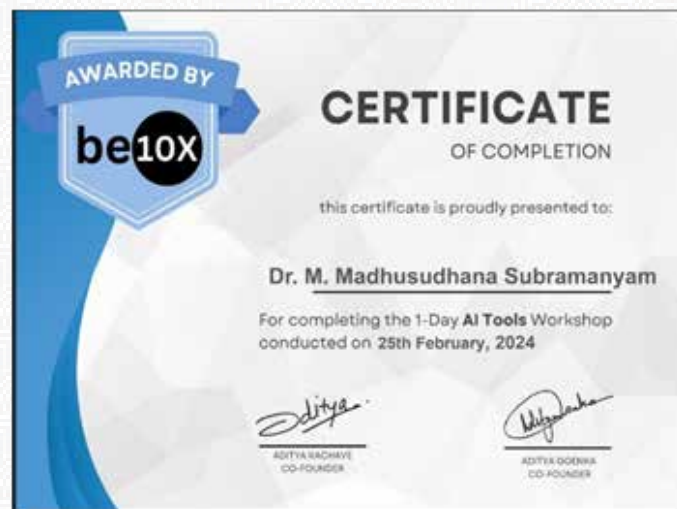 AWARDED BY
be10X
CERTIFICATE
OF COMPLETION
this certificate is proudly presented to:
Dr. M. Madhusudhana Subramanyam
For completing the 1-Day AI Tools Workshop
conducted on 25th February, 2024
Aditya
ADITYA KACHAVE
CO-FOUNDER
ADITYA GOENKA
CO-FOUNDER